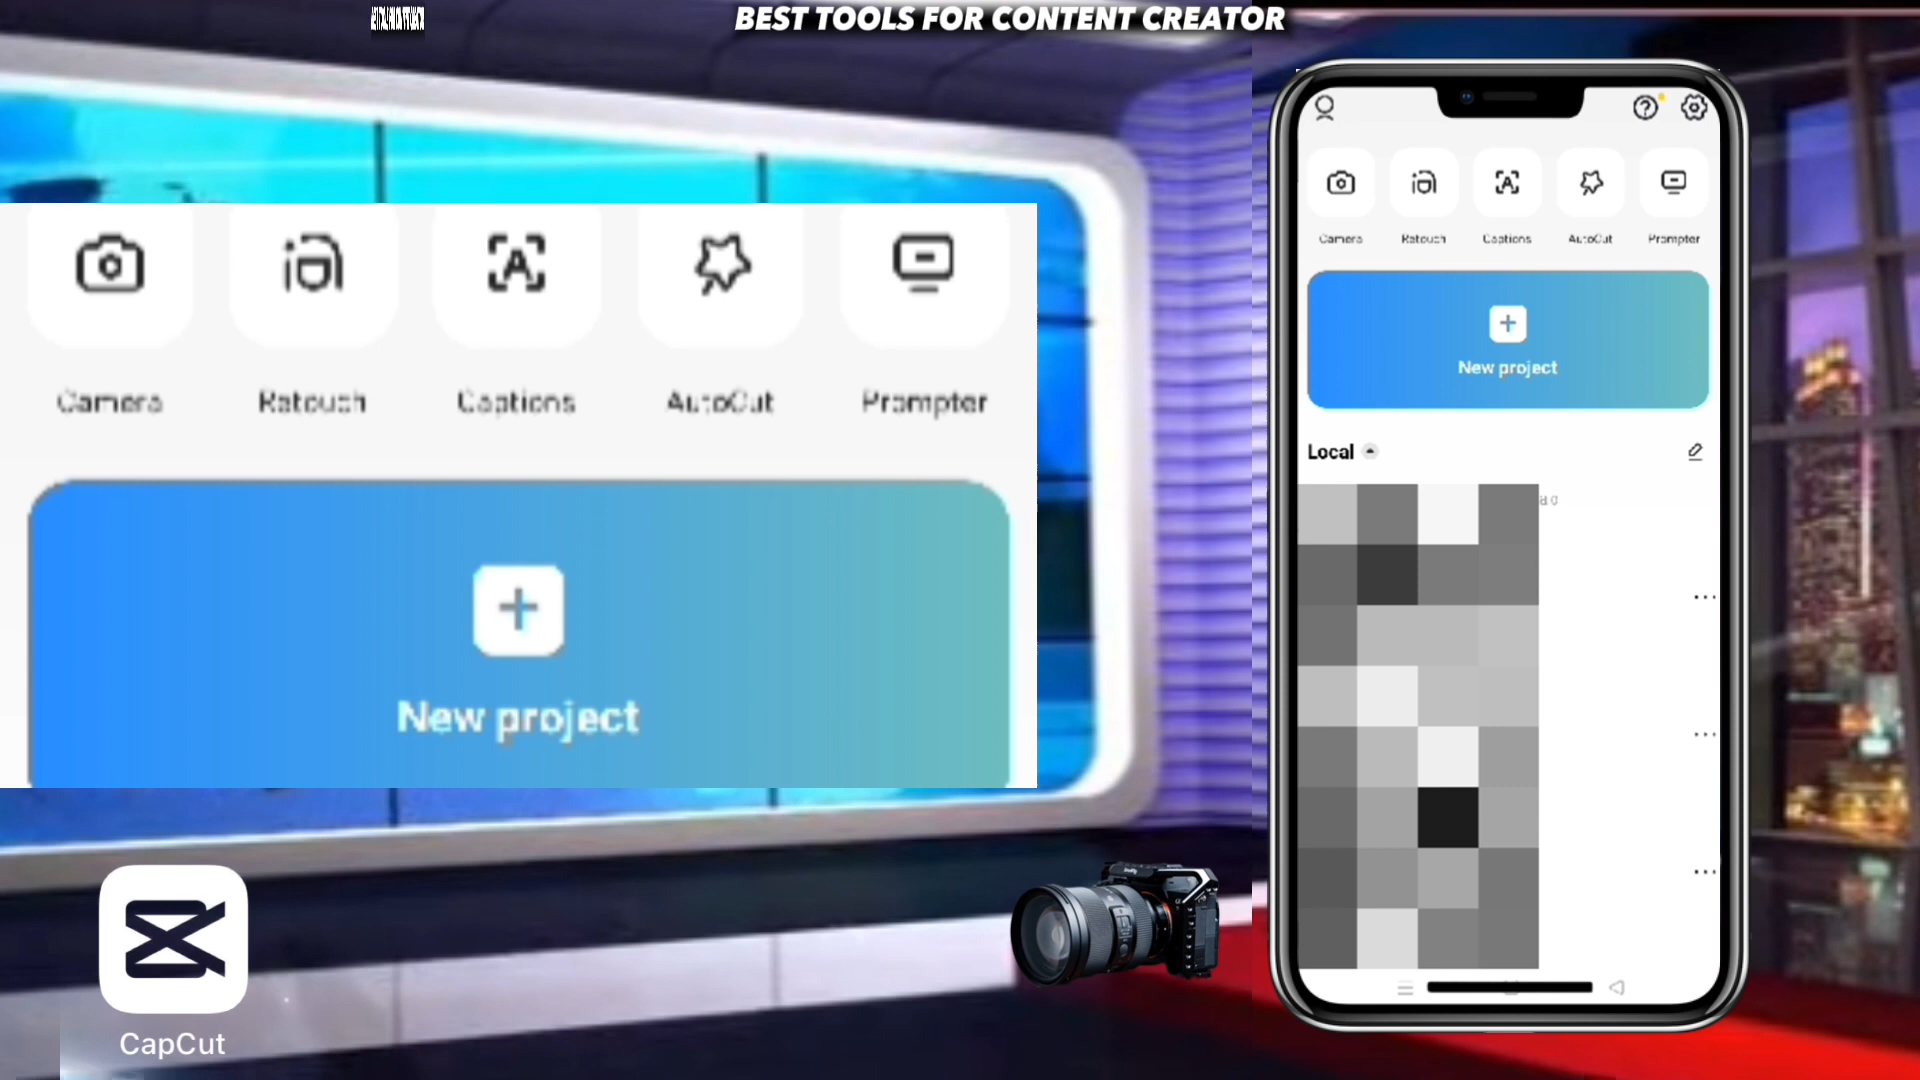 BEST TOOLS FOR CONTENT CREATOR
Camera Retouch Captions AutoCut Prompter
New project
CapCut
Camera Retouch Captions AutoCut Prompter
New project
Local